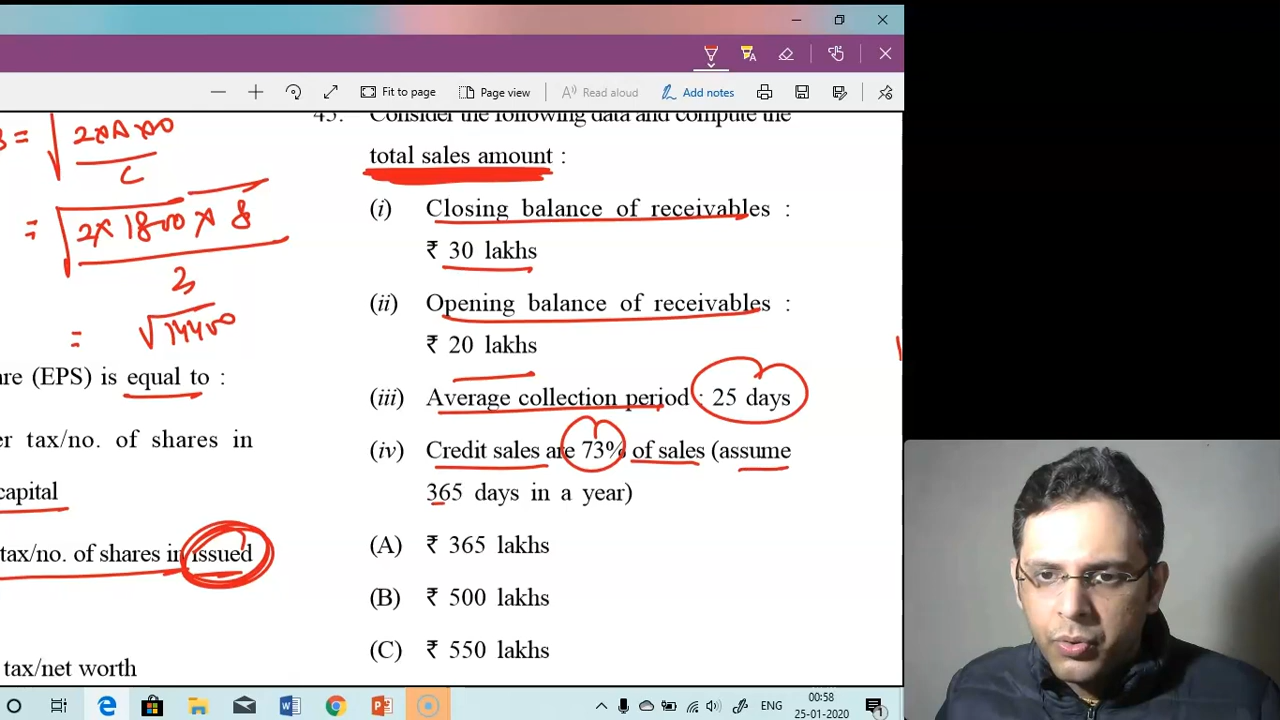 Fit to page
Page view
Read aloud
Add notes
45. Consider the following data and compute the
total sales amount :
(i) Closing balance of receivables :
₹ 30 lakhs
(ii) Opening balance of receivables :
₹ 20 lakhs
(iii) Average collection period : 25 days
(iv) Credit sales are 73% of sales (assume
365 days in a year)
(A) ₹ 365 lakhs
(B) ₹ 500 lakhs
(C) ₹ 550 lakhs
= √
C
= √2×1800×8
3
= √14400
are (EPS) is equal to :
er tax/no. of shares in
capital
tax/no. of shares in issued
tax/net worth
ENG
00:58
25-01-2020